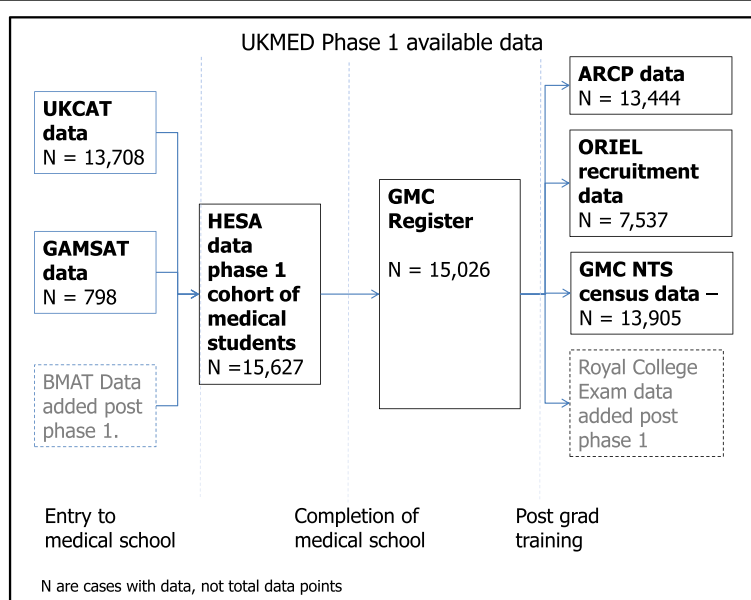 UKMED Phase 1 available data
UKCAT
data
N = 13,708
GAMSAT
data
N = 798
BMAT Data
added post
phase 1.
HESA
data
phase 1
cohort of
medical
students
N =15,627
GMC
Register
N = 15,026
ARCP data
N = 13,444
ORIEL
recruitment
data
N = 7,537
GMC NTS
census data –
N = 13,905
Royal College
Exam data
added post
phase 1
Entry to
medical school
Completion of
medical school
Post grad
training
N are cases with data, not total data points